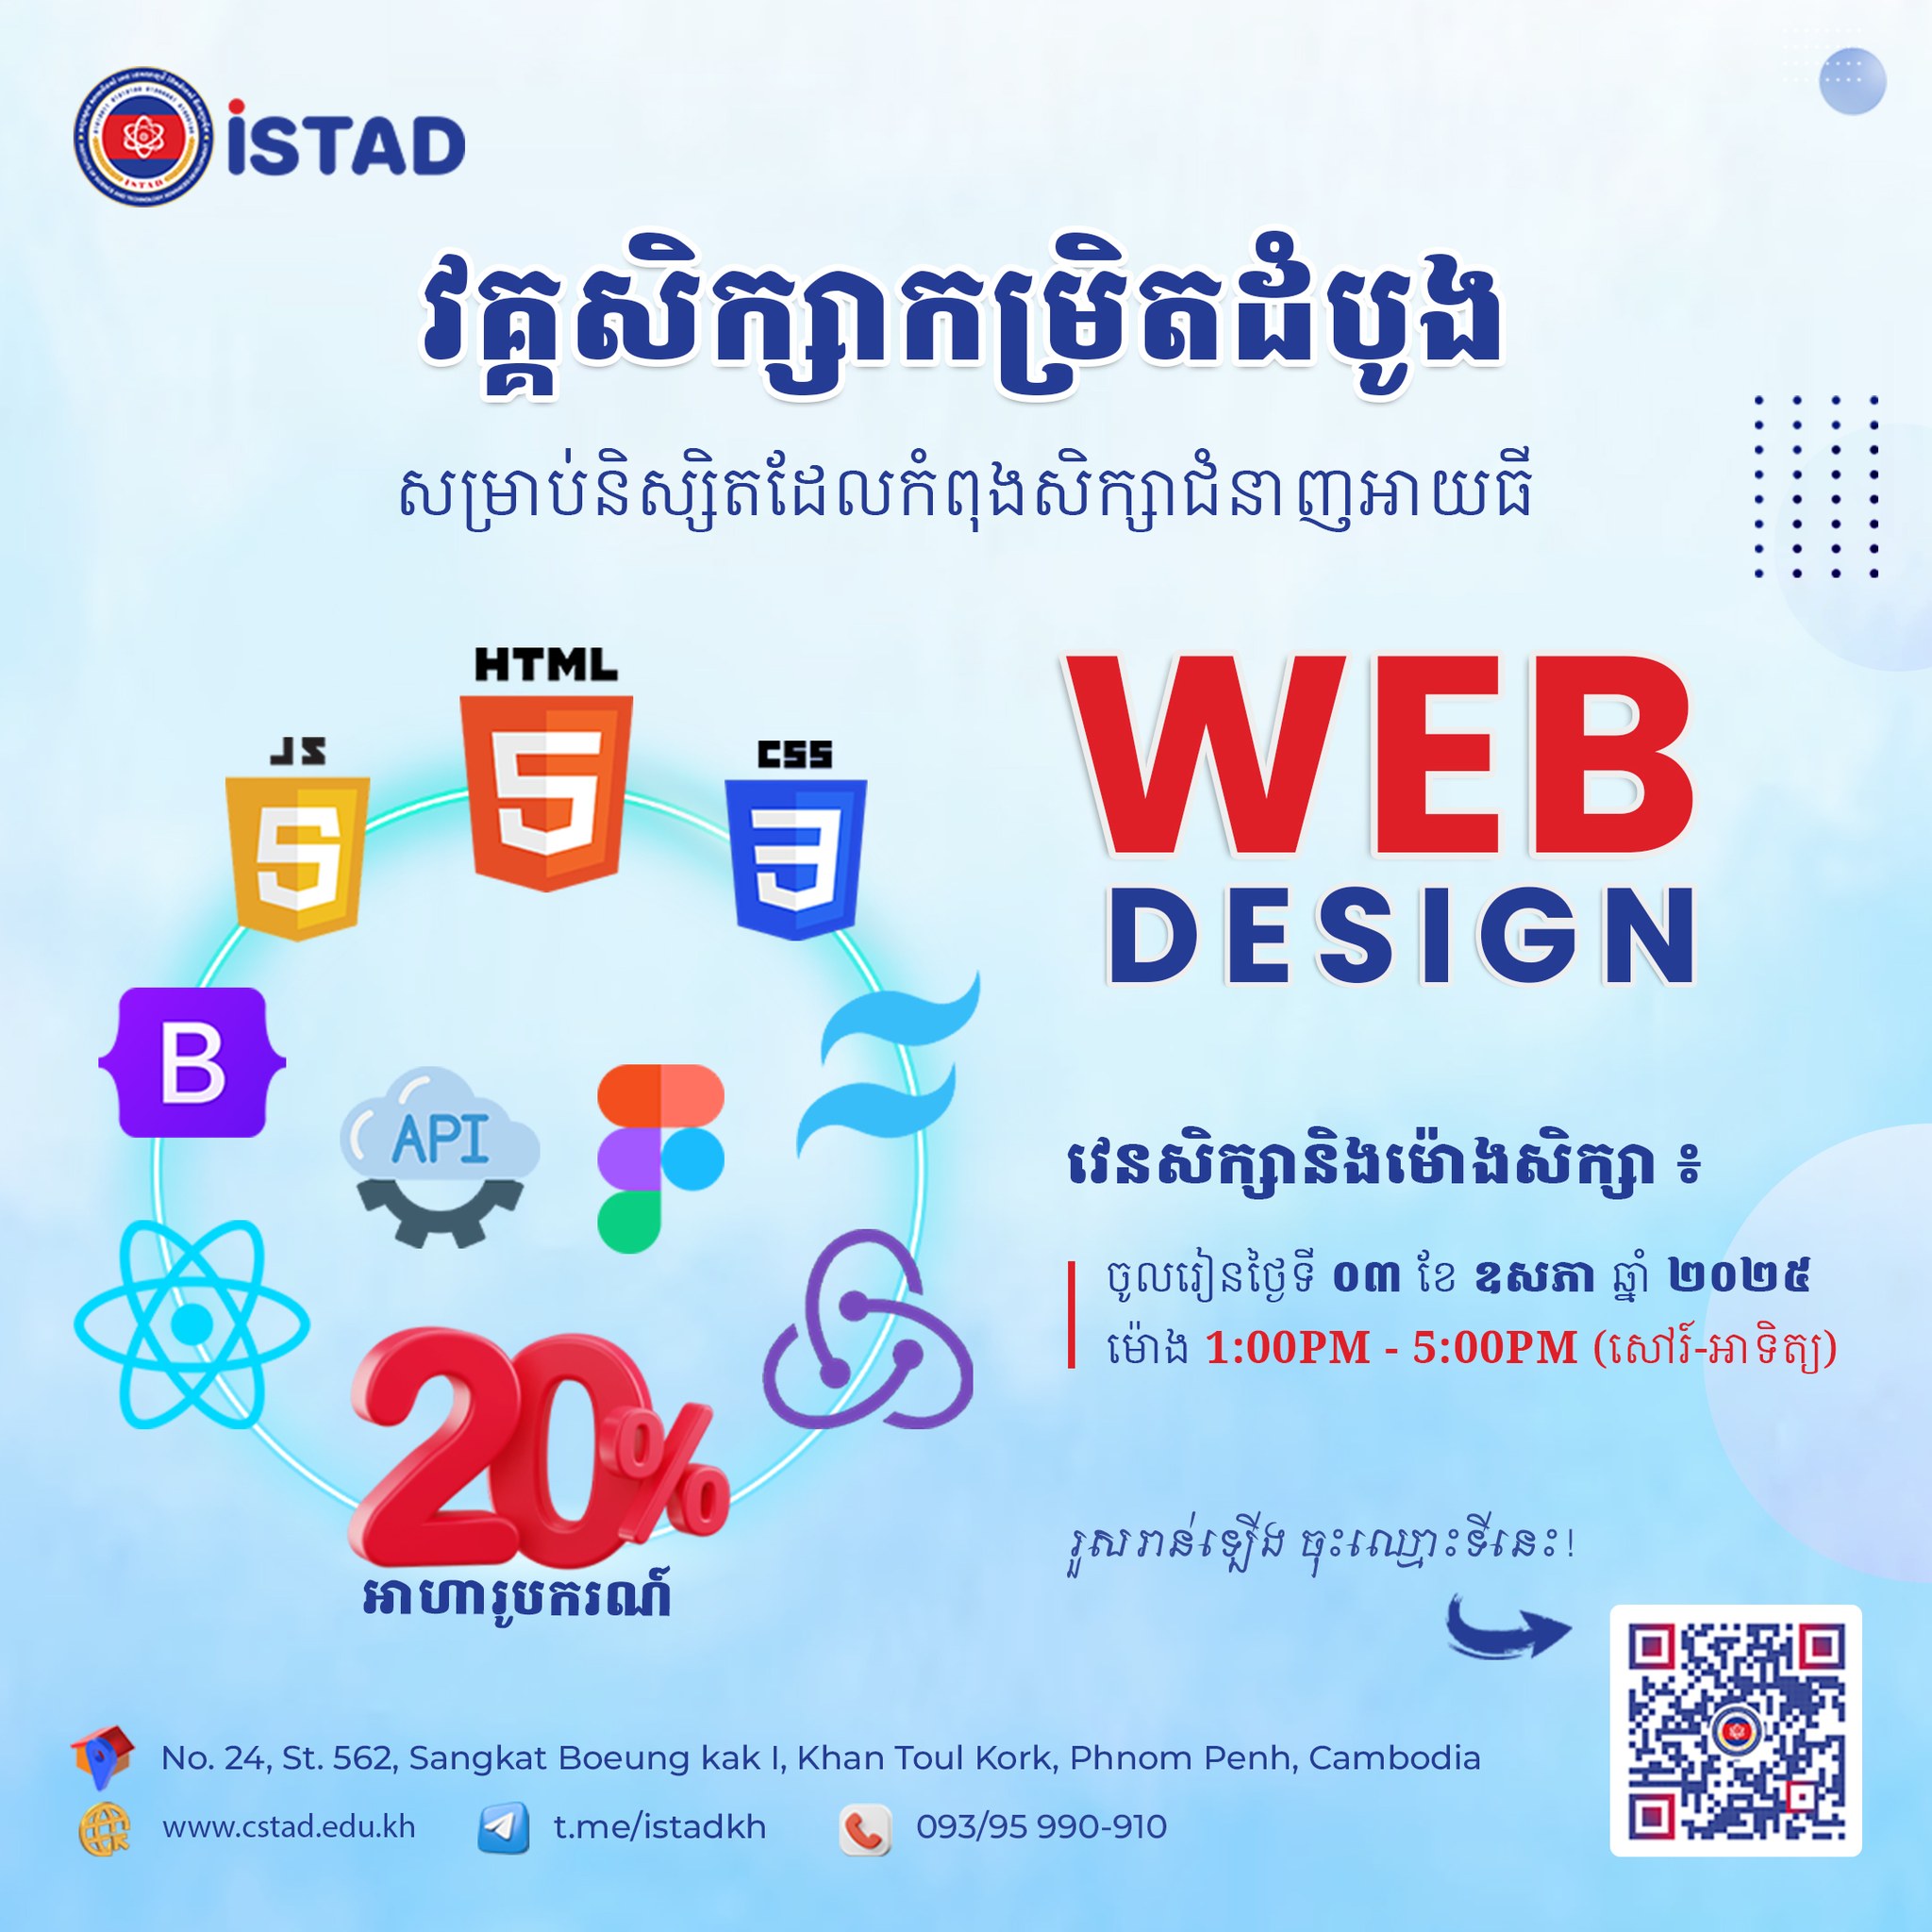 iSTAD
វគ្គសិក្សាកម្រិតដំបូង
សម្រាប់និស្សិតដែលកំពុងសិក្សាជំនាញអាយធី
HTML
JS
CSS
WEB
DESIGN
B
API
វេនសិក្សានិងម៉ោងសិក្សា ៖
ចូលរៀនថ្ងៃទី ០៣ ខែ ឧសភា ឆ្នាំ ២០២៥
ម៉ោង 1:00PM - 5:00PM (សៅរ៍-អាទិត្យ)
20%
អាហារូបករណ៍
រួសរាន់ឡើង ចុះឈ្មោះទីនេះ!
No. 24, St. 562, Sangkat Boeung kak I, Khan Toul Kork, Phnom Penh, Cambodia
www.cstad.edu.kh t.me/istadkh 093/95 990-910